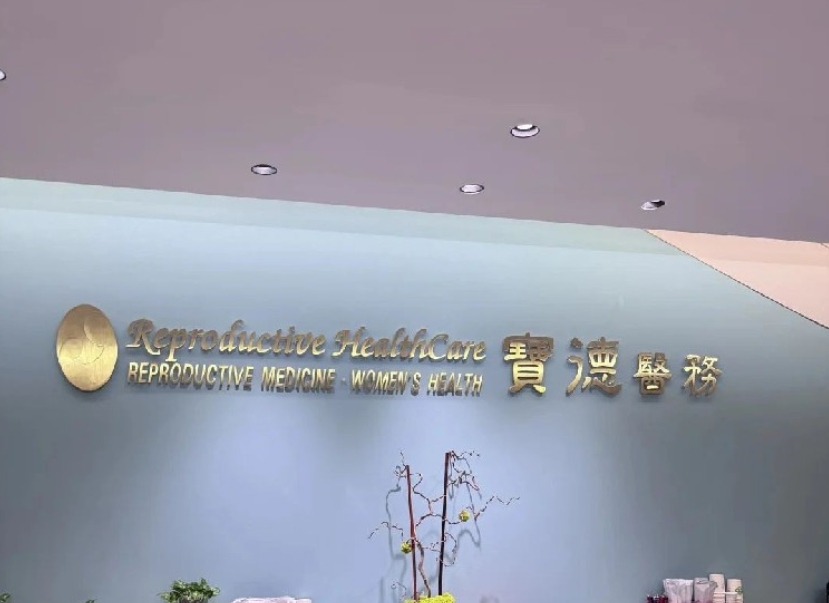 Reproductive HealthCare
REPRODUCTIVE MEDICINE · WOMEN'S HEALTH
寶德醫務